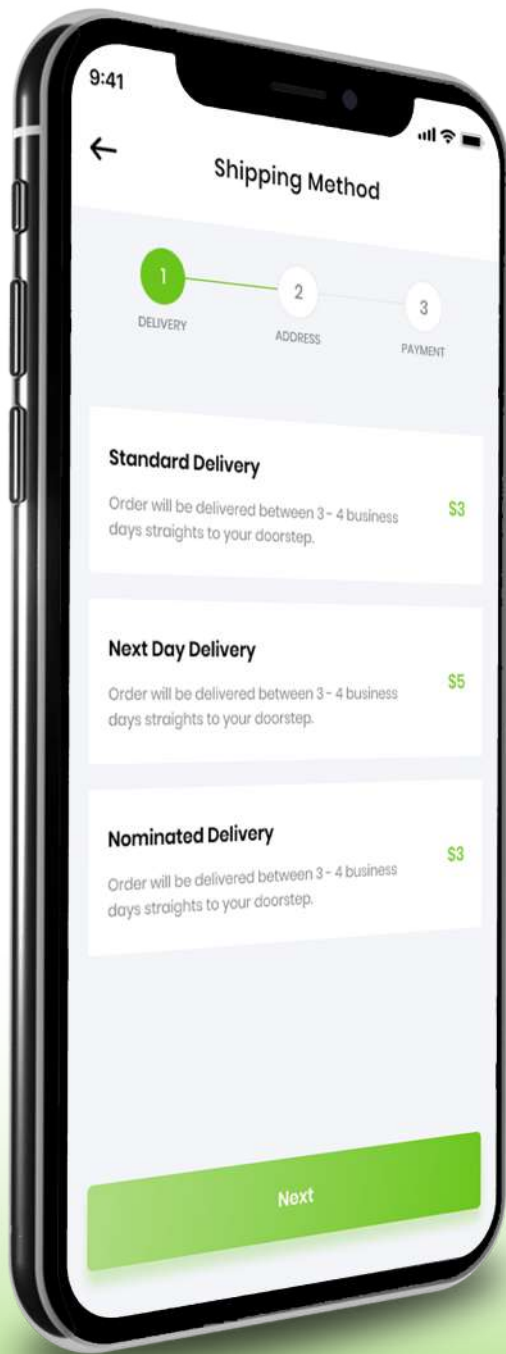 9:41
Shipping Method
1
2
3
DELIVERY
ADDRESS
PAYMENT
Standard Delivery
Order will be delivered between 3 - 4 business
days straights to your doorstep.
$3
Next Day Delivery
Order will be delivered between 3 - 4 business
days straights to your doorstep.
$5
Nominated Delivery
Order will be delivered between 3 - 4 business
days straights to your doorstep.
$3
Next